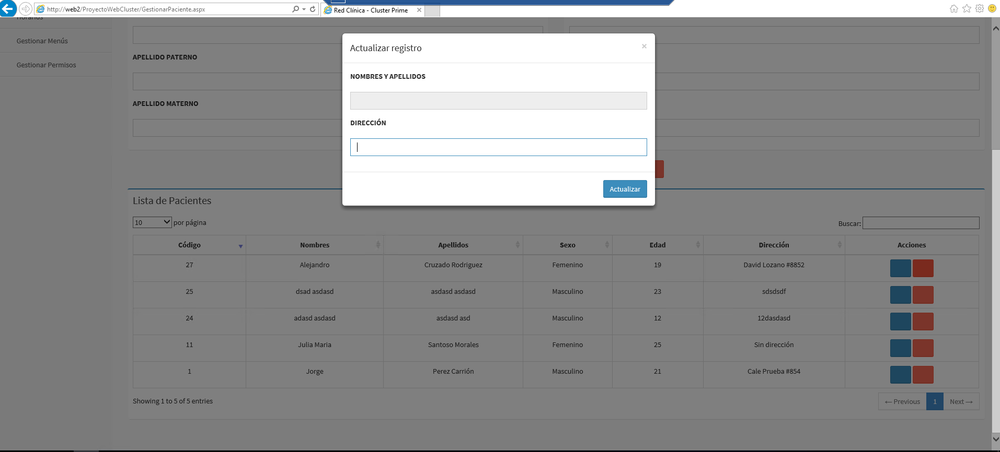 http://web2/ProyectoWebCluster/GestionarPaciente.aspx
Red Clínica - Cluster Prime
Horarios
Gestionar Menús
Gestionar Permisos
APELLIDO PATERNO
APELLIDO MATERNO
Actualizar registro
×
NOMBRES Y APELLIDOS
DIRECCIÓN
Actualizar
Lista de Pacientes
10 por página
Buscar:
Código Nombres Apellidos Sexo Edad Dirección Acciones
27 Alejandro Cruzado Rodriguez Femenino 19 David Lozano #8852
25 dsad asdasd asdasd asdasd Masculino 23 sdsdsdf
24 adasd asdasd asdasd asd Masculino 12 12dasdasd
11 Julia Maria Santoso Morales Femenino 25 Sin dirección
1 Jorge Perez Carrión Masculino 21 Cale Prueba #854
Showing 1 to 5 of 5 entries
← Previous 1 Next →